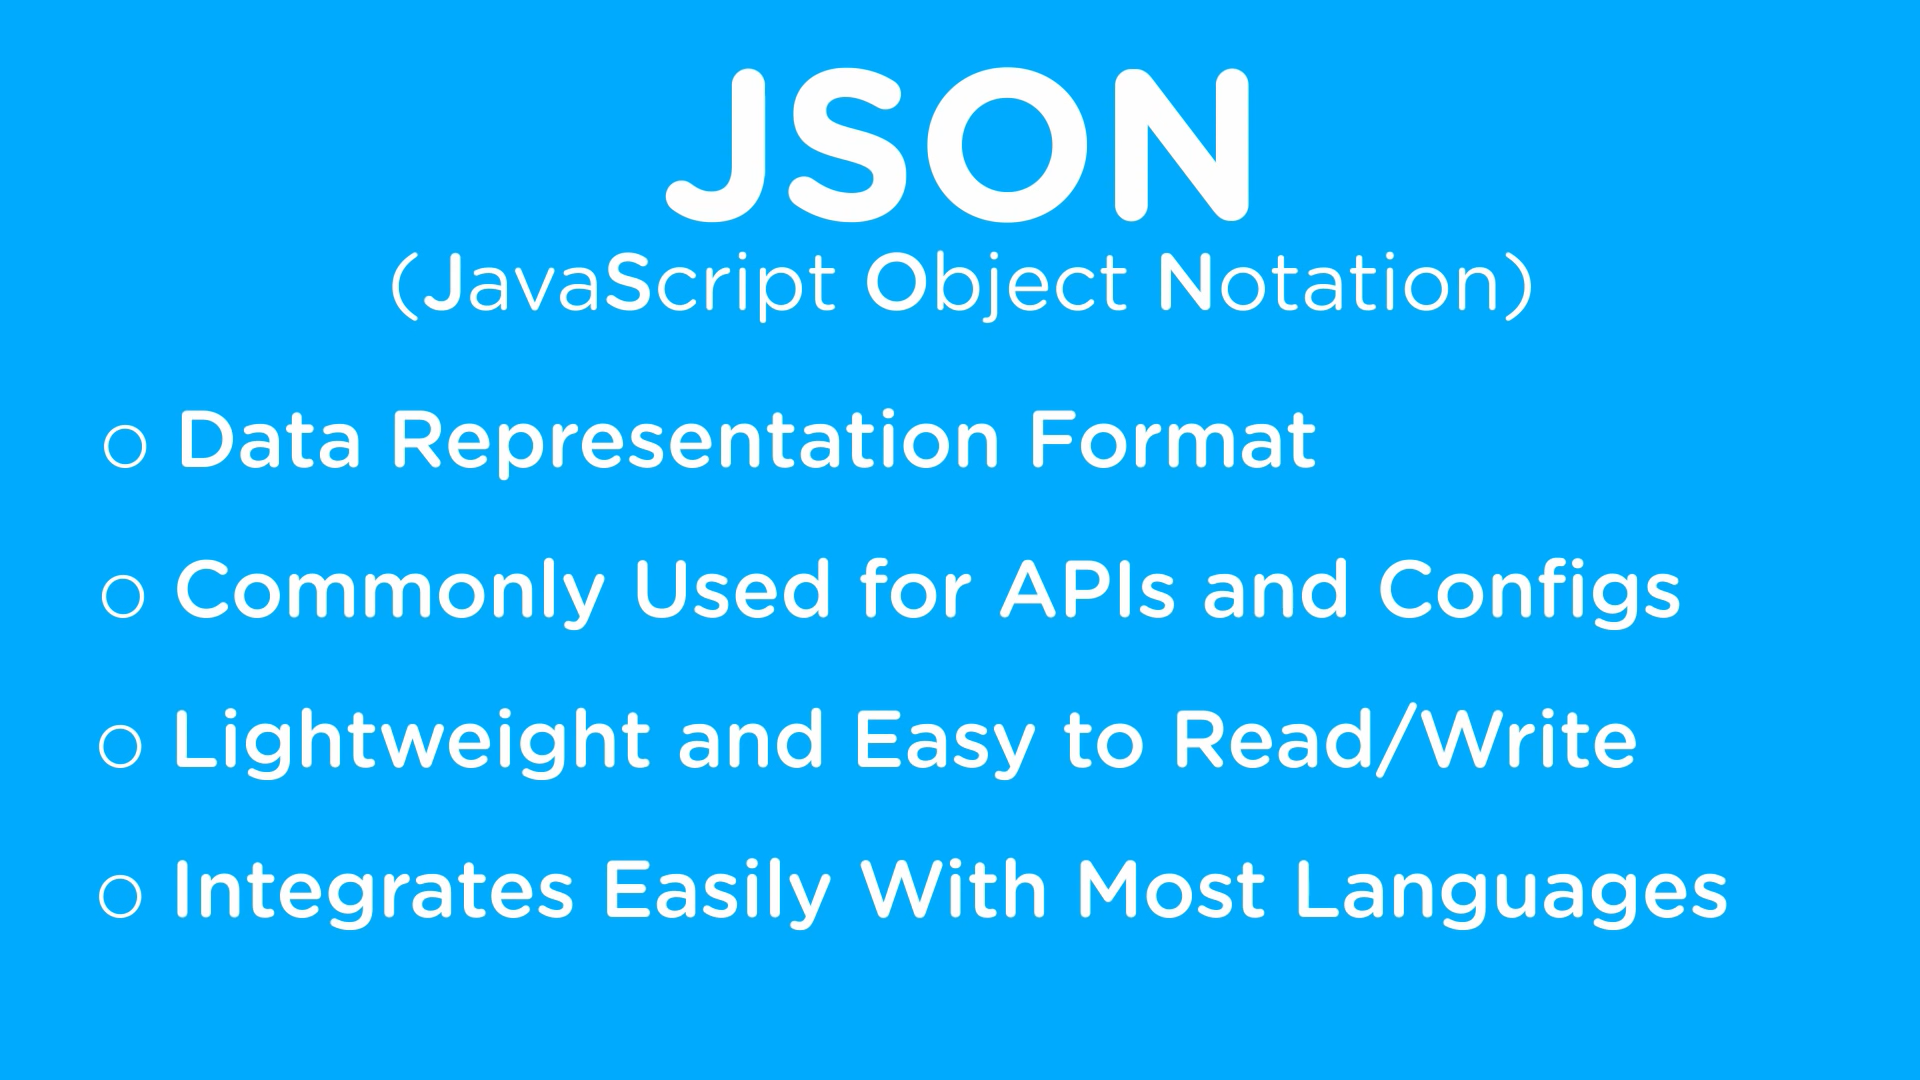 JSON
(JavaScript Object Notation)
○ Data Representation Format
○ Commonly Used for APIs and Configs
○ Lightweight and Easy to Read/Write
○ Integrates Easily With Most Languages